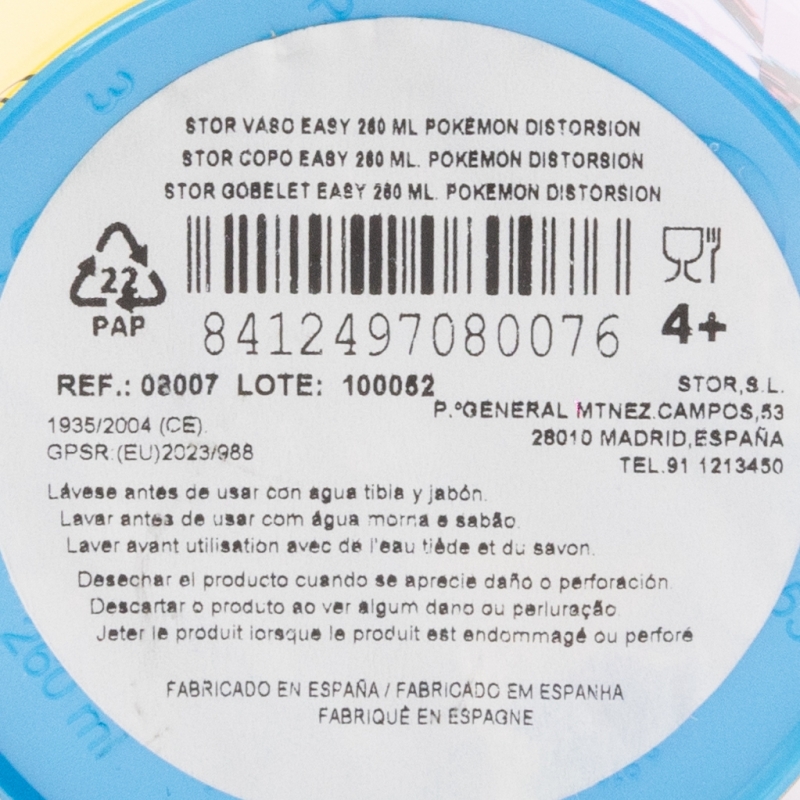 STOR VASO EASY 260 ML POKEMON DISTORSION
STOR COPO EASY 260 ML. POKEMON DISTORSION
STOR GOBELET EASY 260 ML. POKEMON DISTORSION
22
PAP
8412497080076
4+
REF.: 08007 LOTE: 100052
STOR,S.L.
P.ºGENERAL MTNEZ.CAMPOS,53
28010 MADRID,ESPAÑA
TEL.91 1213450
1935/2004 (CE).
GPSR:(EU)2023/988
Lávese antes de usar con agua tibia y jabón.
Lavar antes de usar com água morna e sabão.
Laver avant utilisation avec de l'eau tiède et du savon.
Desechar el producto cuando se aprecie daño o perforación.
Descartar o produto ao ver algum dano ou perluração
Jeter le produit lorsque le produit est endommagé ou perforé
FABRICADO EN ESPAÑA / FABRICADO EM ESPANHA
FABRIQUÉ EN ESPAGNE
260 ml